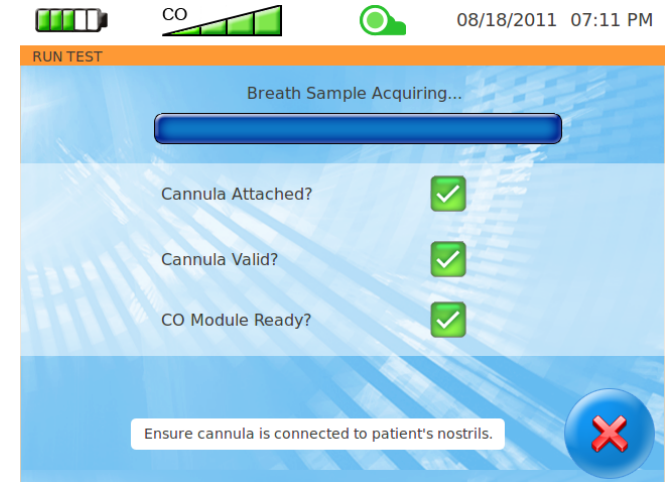 CO
08/18/2011 07:11 PM
RUN TEST
Breath Sample Acquiring...
Cannula Attached?
Cannula Valid?
CO Module Ready?
Ensure cannula is connected to patient's nostrils.